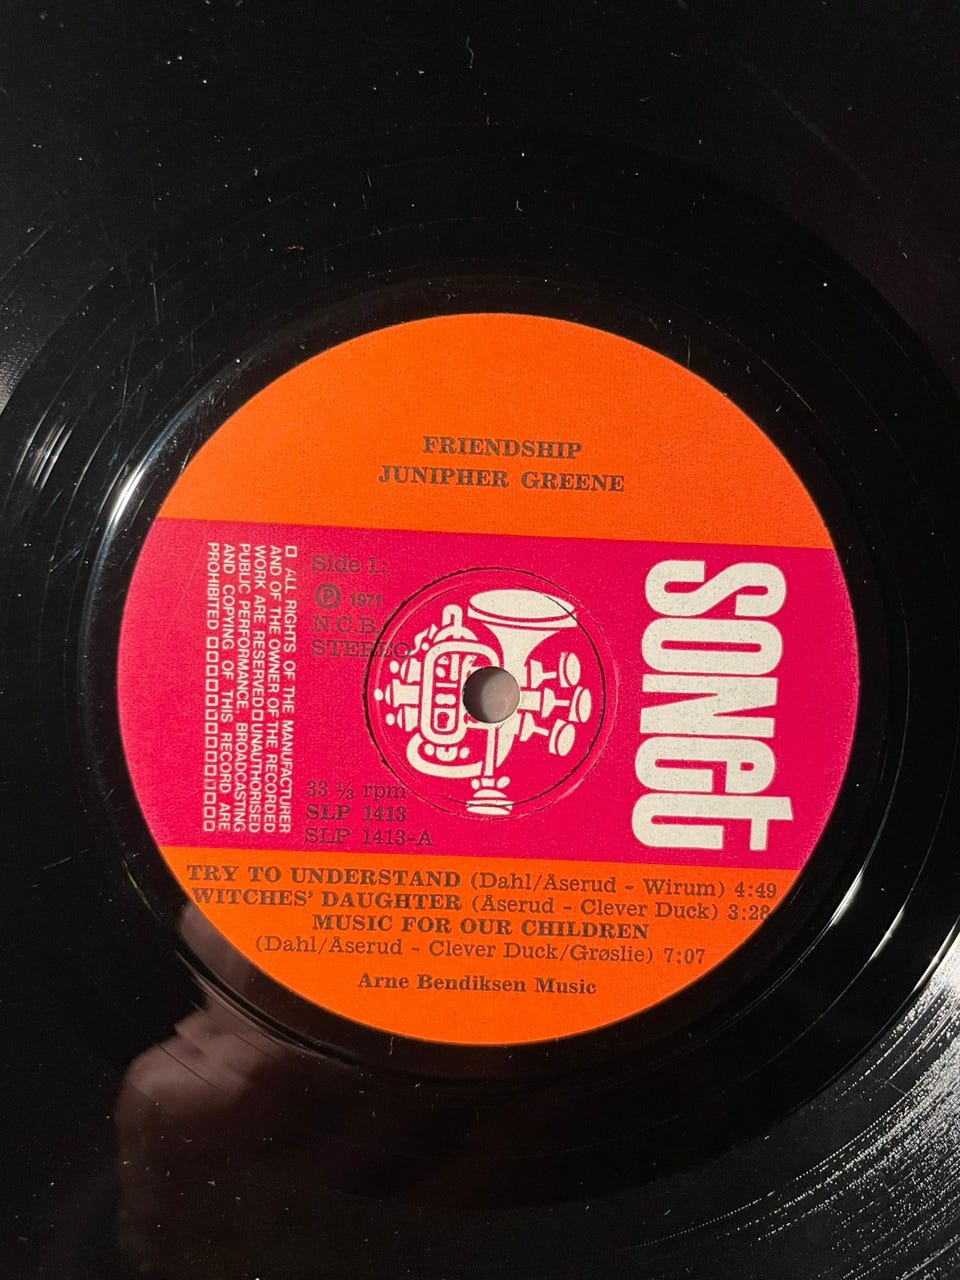 FRIENDSHIP
JUNIPHER GREENE
Side 1:
Ⓟ 1971
N.C.B.
STEREO
33 ⅓ rpm
SLP 1413
SLP 1413-A
SONET
□ ALL RIGHTS OF THE MANUFACTURER
AND OF THE OWNER OF THE RECORDED
WORK ARE RESERVED □ UNAUTHORISED
PUBLIC PERFORMANCE, BROADCASTING
AND COPYING OF THIS RECORD ARE
PROHIBITED □□□□□□□□□□□□□
TRY TO UNDERSTAND (Dahl/Aserud - Wirum) 4:49
WITCHES' DAUGHTER (Aserud - Clever Duck) 3:28
MUSIC FOR OUR CHILDREN
(Dahl/Aserud - Clever Duck/Grøslie) 7:07
Arne Bendiksen Music